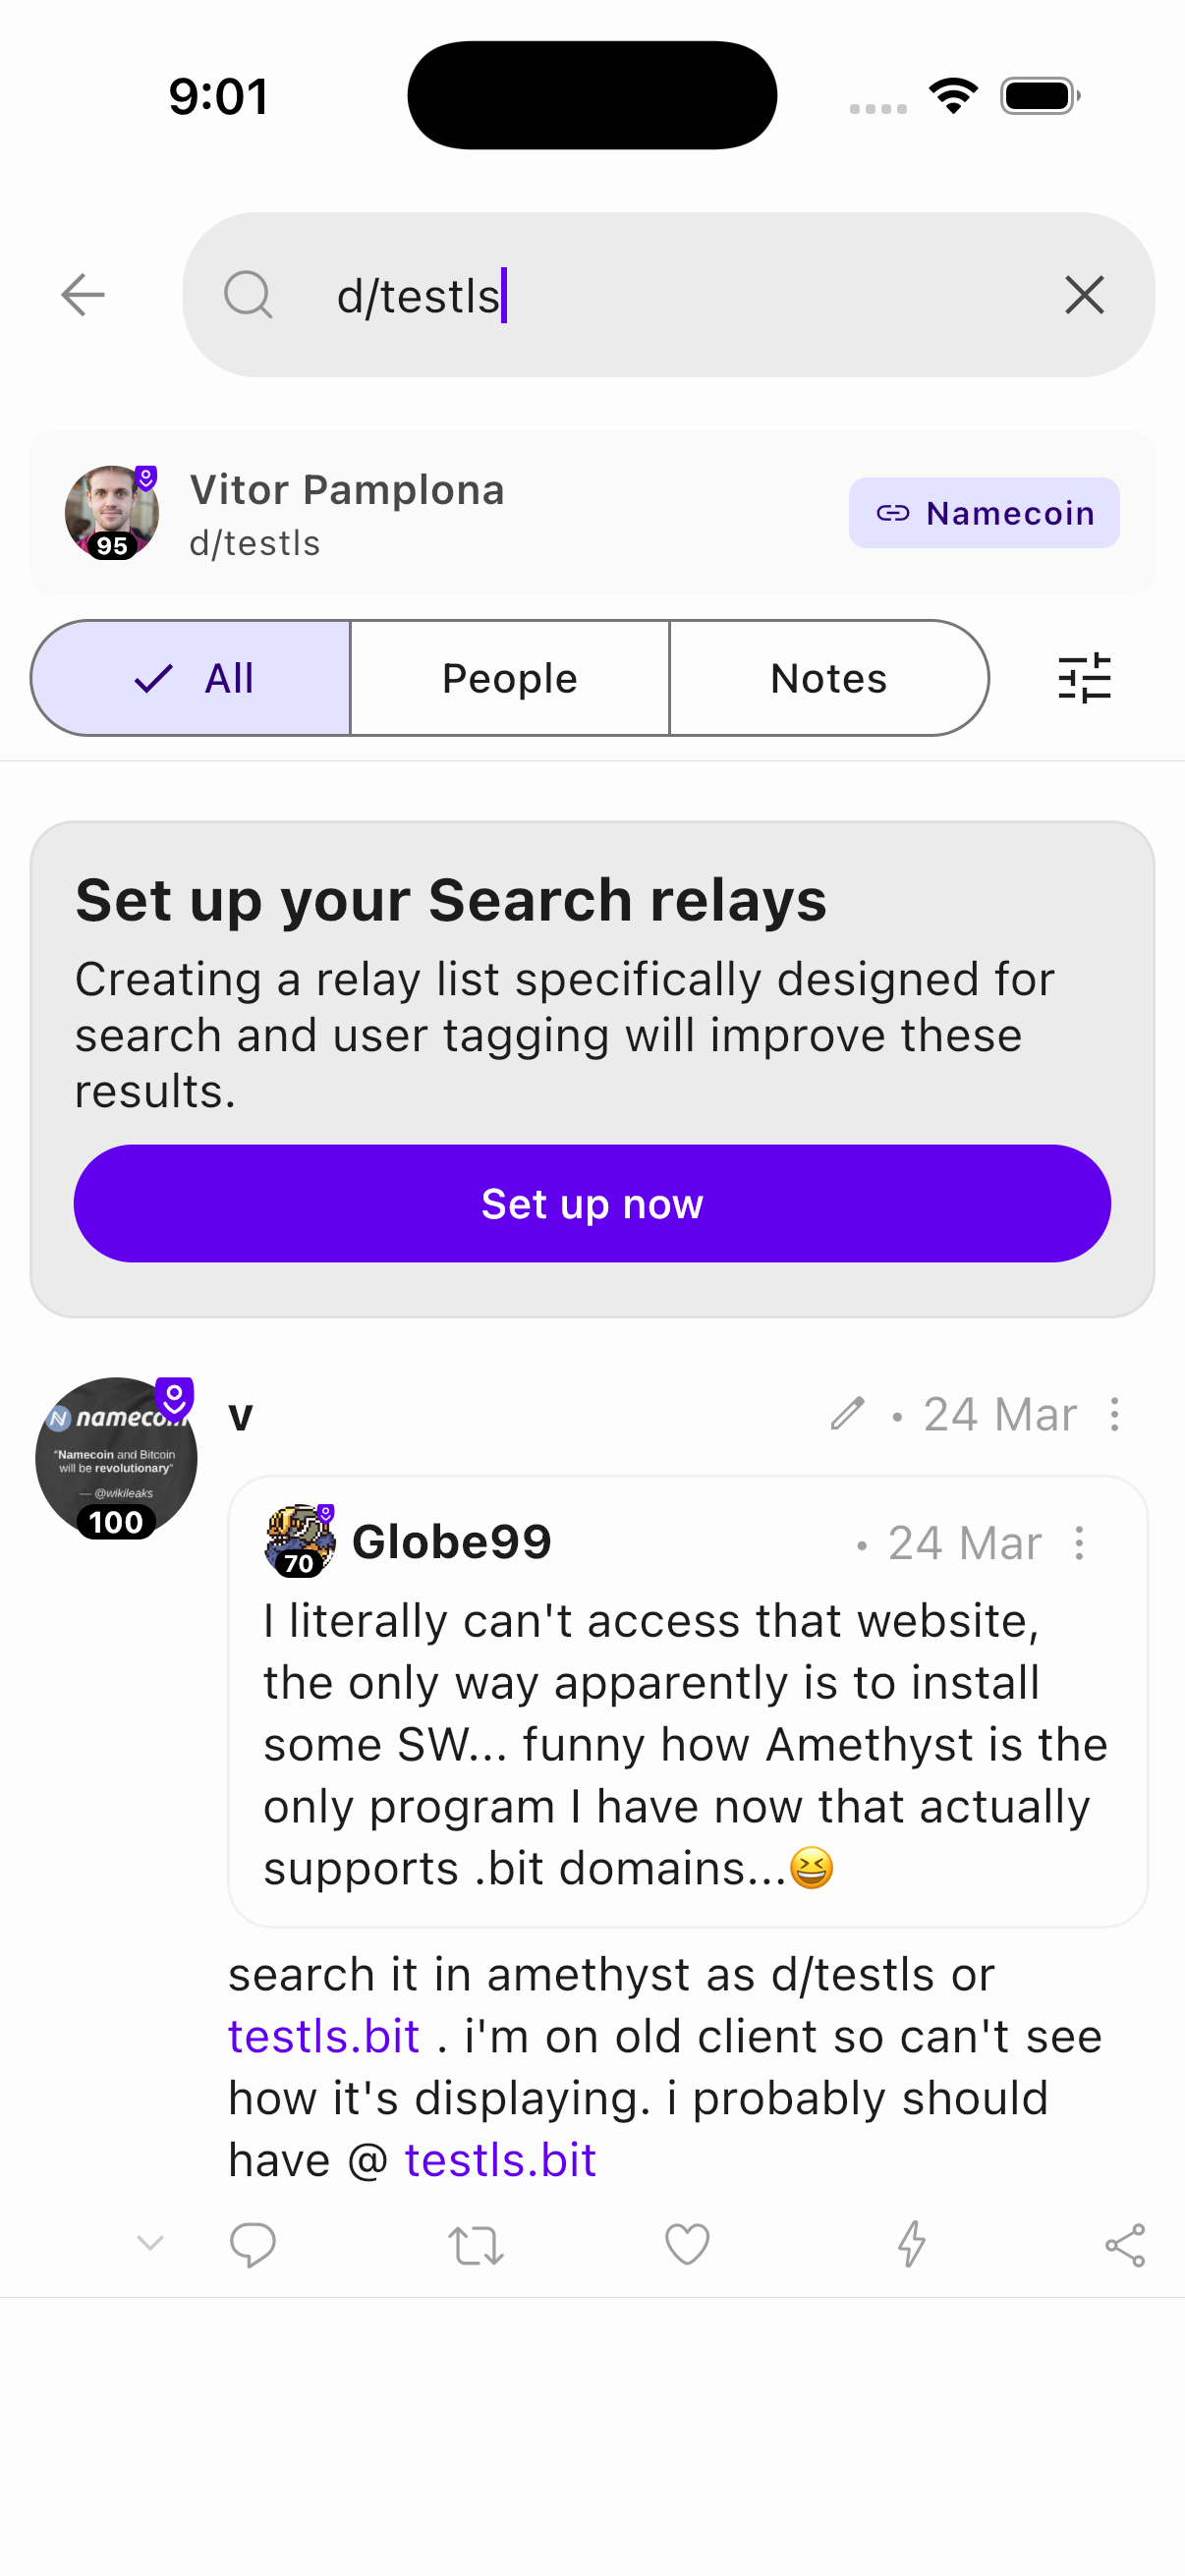 9:01
d/testls
Vitor Pamplona
95
d/testls
Namecoin
All
People
Notes
Set up your Search relays
Creating a relay list specifically designed for
search and user tagging will improve these
results.
Set up now
v
• 24 Mar
namecoin
"Namecoin and Bitcoin
will be revolutionary"
— @wikileaks
100
Globe99
• 24 Mar
70
I literally can't access that website,
the only way apparently is to install
some SW... funny how Amethyst is the
only program I have now that actually
supports .bit domains...😆
search it in amethyst as d/testls or
testls.bit . i'm on old client so can't see
how it's displaying. i probably should
have @ testls.bit